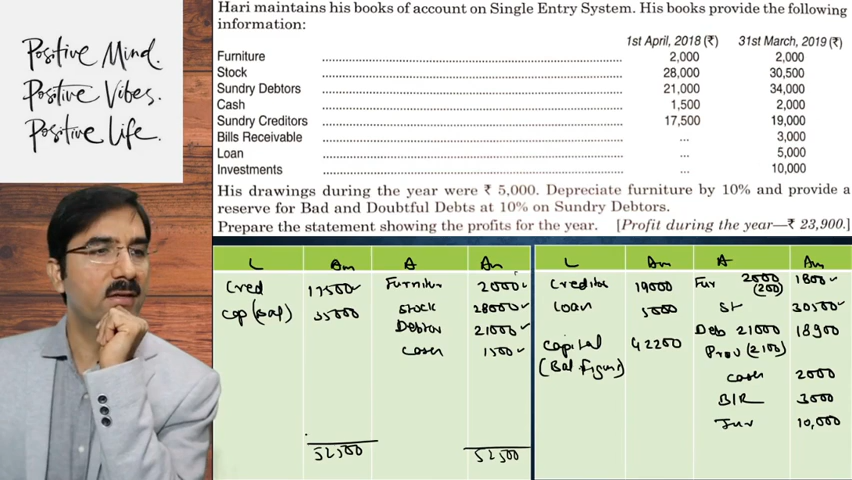 Positive Mind.
Positive Vibes.
Positive Life.
Hari maintains his books of account on Single Entry System. His books provide the following
information:
1st April, 2018 (₹) 31st March, 2019 (₹)
Furniture ........ 2,000 2,000
Stock ........ 28,000 30,500
Sundry Debtors ........ 21,000 34,000
Cash ........ 1,500 2,000
Sundry Creditors ........ 17,500 19,000
Bills Receivable ........ ... 3,000
Loan ........ ... 5,000
Investments ........ ... 10,000
His drawings during the year were ₹ 5,000. Depreciate furniture by 10% and provide a
reserve for Bad and Doubtful Debts at 10% on Sundry Debtors.
Prepare the statement showing the profits for the year. [Profit during the year—₹ 23,900.]
L Am A Am
Cred 17500 Furnitur 2000
Cap (Bal) 35000 Stock 28000
Debtor 21000
Cash 1500
52500 52500
L Am A Am
Creditos 19000 Fur 2000 1800
(200)
Loan 5000 St 30500
Deb 21000 18900
Capital 42200 Prov (2100)
(Bal Figure)
Cash 2000
B/R 3000
Inv 10,000